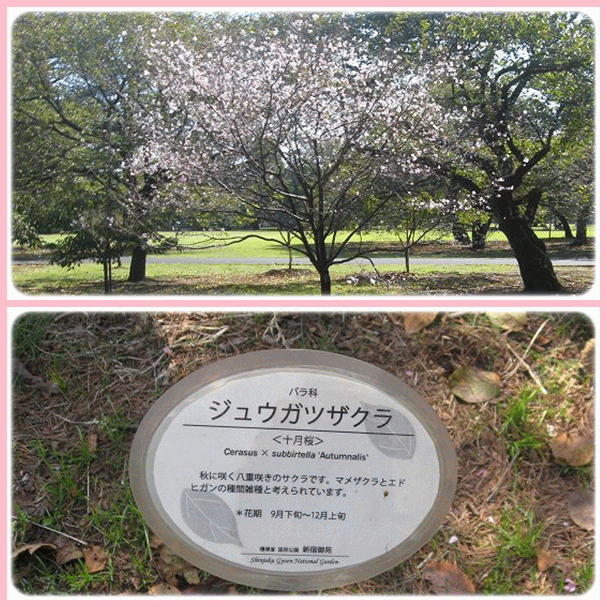 バラ科
ジュウガツザクラ
＜十月桜＞
Cerasus × subbirtella 'Autumnalis'
秋に咲く八重咲きのサクラです。マメザクラとエド
ヒガンの種間雑種と考えられています。
＊花期　9月下旬〜12月上旬
環境省 国民公園 新宿御苑
Shinjuku Gyoen National Garden